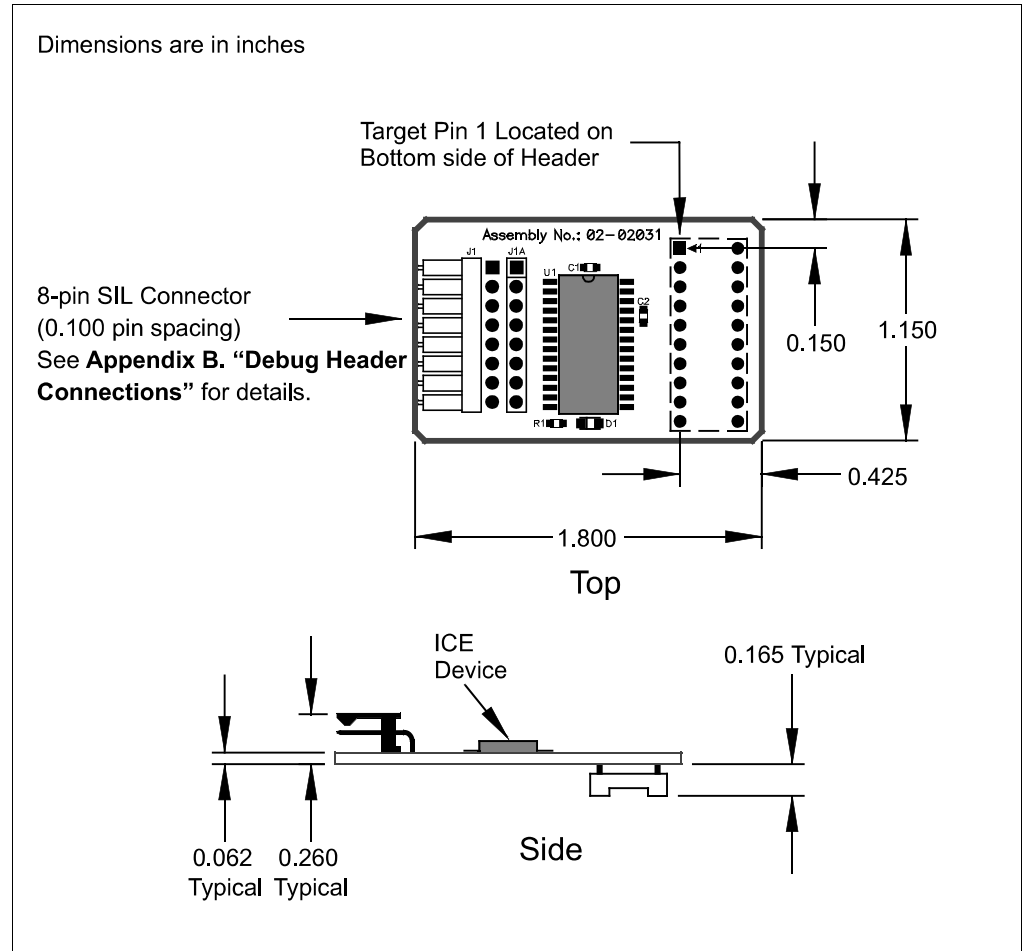 Dimensions are in inches
Target Pin 1 Located on
Bottom side of Header
Assembly No.: 02-02031
J1
J1A
U1
C1
C2
1
8-pin SIL Connector
(0.100 pin spacing)
See Appendix B. “Debug Header
Connections” for details.
0.150
1.150
R1
D1
0.425
1.800
Top
ICE
Device
0.165 Typical
0.062
Typical
0.260
Typical
Side